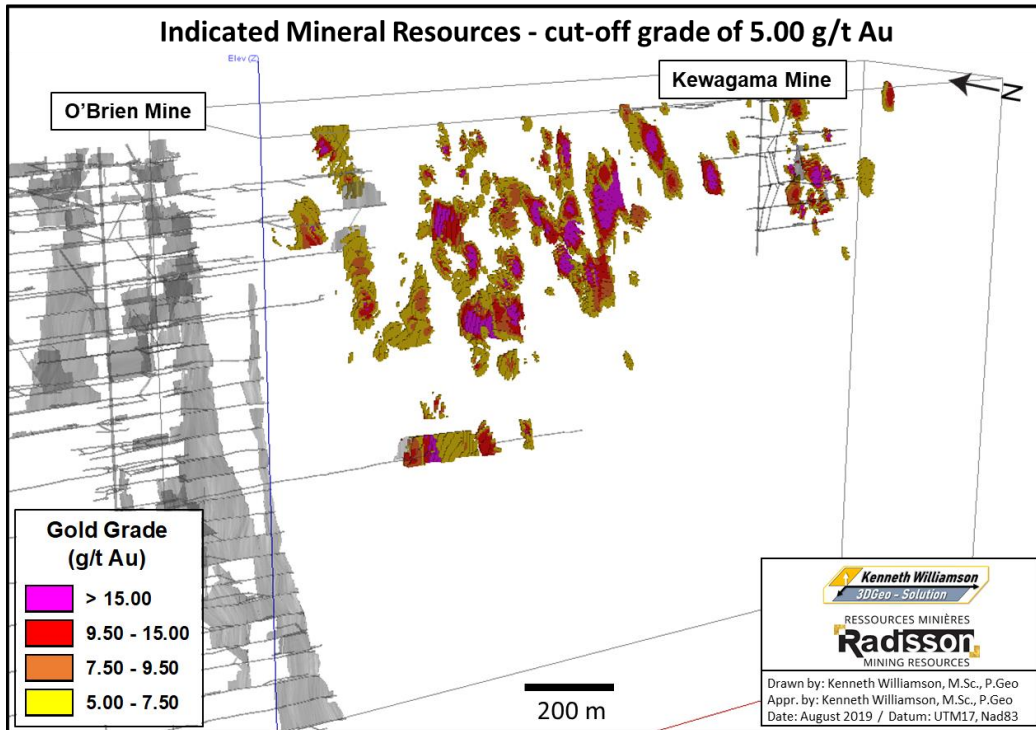 Indicated Mineral Resources - cut-off grade of 5.00 g/t Au
Elev (Z)
O’Brien Mine
Kewagama Mine
N
Gold Grade
(g/t Au)
> 15.00
9.50 - 15.00
7.50 - 9.50
5.00 - 7.50
200 m
Kenneth Williamson
3DGeo - Solution
RESSOURCES MINIÈRES
Radisson
MINING RESOURCES
Drawn by: Kenneth Williamson, M.Sc., P.Geo
Appr. by: Kenneth Williamson, M.Sc., P.Geo
Date: August 2019 / Datum: UTM17, Nad83